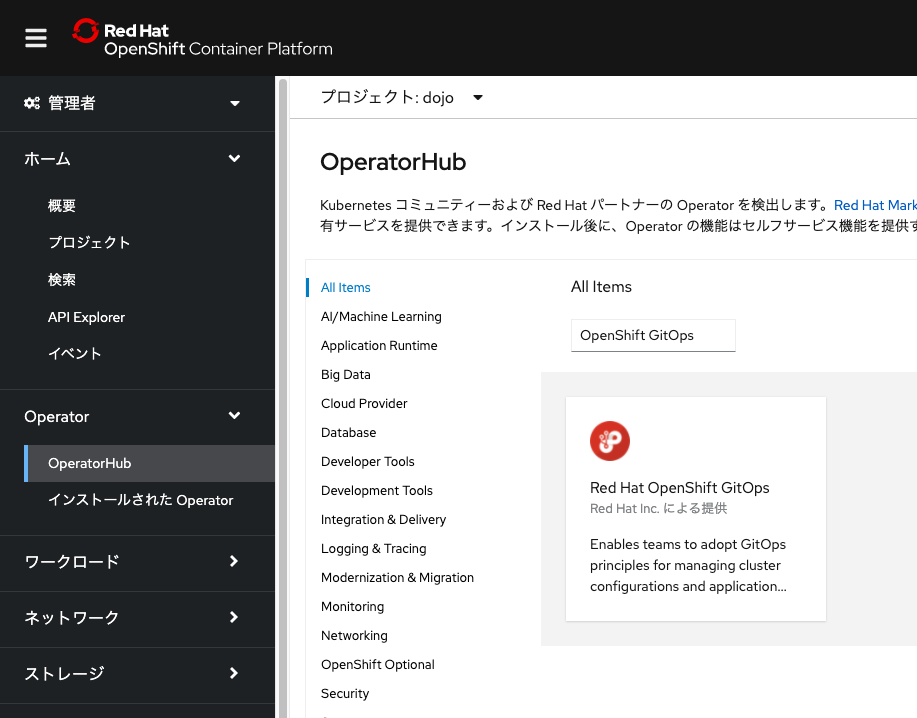 Red Hat
OpenShift Container Platform
管理者
ホーム
概要
プロジェクト
検索
API Explorer
イベント
Operator
OperatorHub
インストールされた Operator
ワークロード
ネットワーク
ストレージ
プロジェクト: dojo
OperatorHub
Kubernetes コミュニティーおよび Red Hat パートナーの Operator を検出します。Red Hat Mark
有サービスを提供できます。インストール後に、Operator の機能はセルフサービス機能を提供す
All Items
AI/Machine Learning
Application Runtime
Big Data
Cloud Provider
Database
Developer Tools
Development Tools
Integration & Delivery
Logging & Tracing
Modernization & Migration
Monitoring
Networking
OpenShift Optional
Security
All Items
OpenShift GitOps
Red Hat OpenShift GitOps
Red Hat Inc. による提供
Enables teams to adopt GitOps
principles for managing cluster
configurations and application...